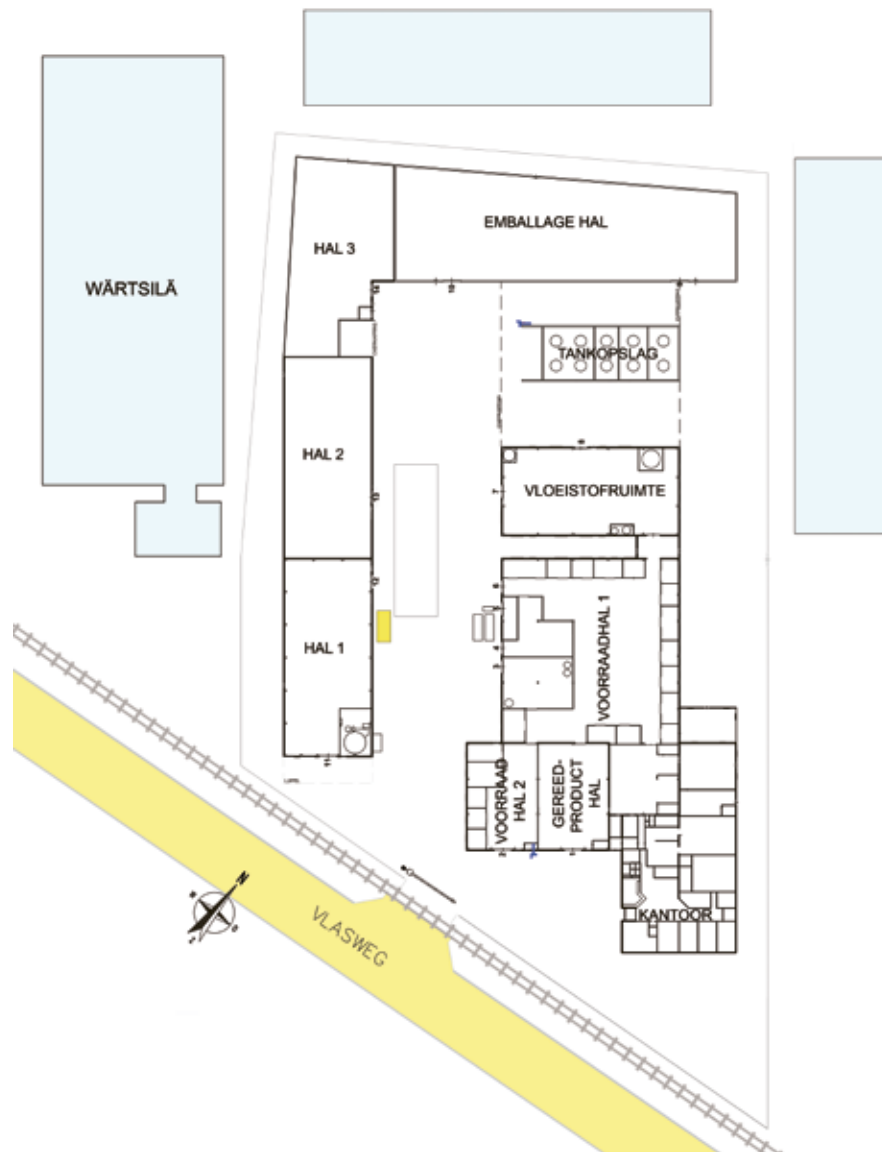 EMBALLAGE HAL
HAL 3
WÄRTSILÄ
TANKOPSLAG
HAL 2
VLOEISTOFRUIMTE
VOORRAADHAL 1
HAL 1
VOORRAAD
HAL 2
GEREED-
PRODUCT
HAL
KANTOOR
N
VLASWEG